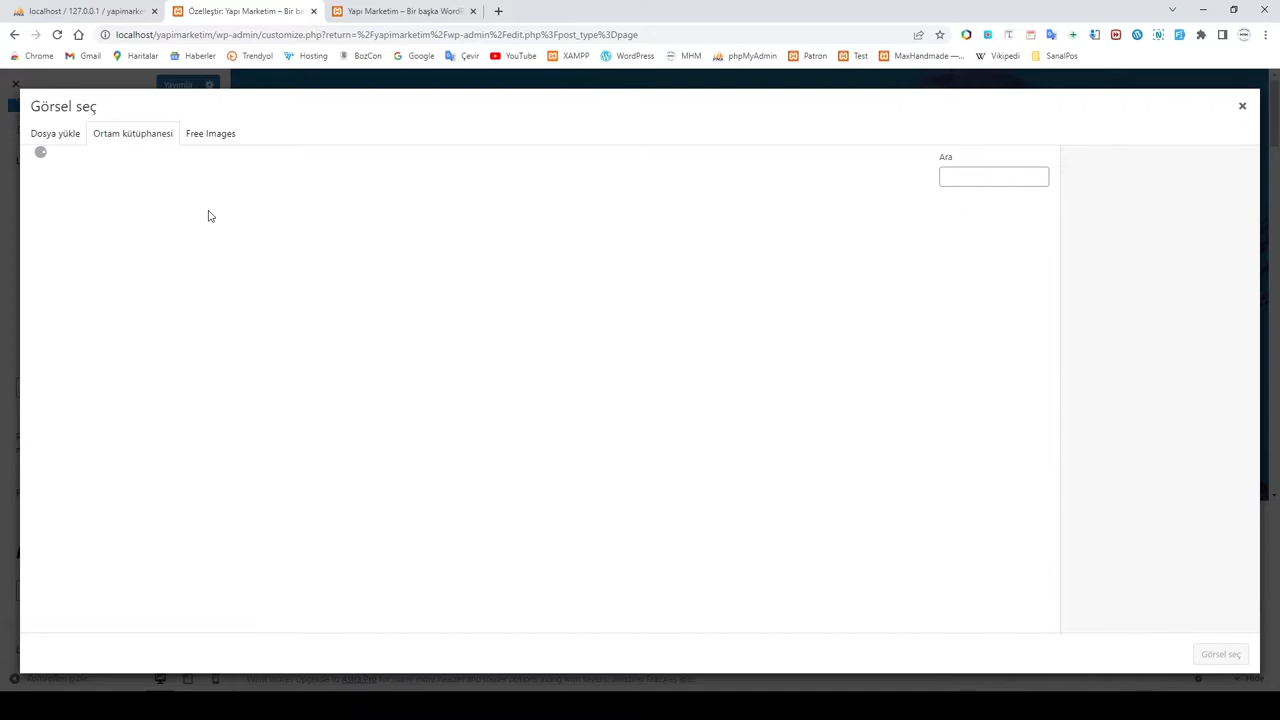 localhost / 127.0.0.1 / yapimarke
Özelleştir: Yapı Marketim – Bir ba
Yapı Marketim – Bir başka WordP
localhost/yapimarketim/wp-admin/customize.php?return=%2Fyapimarketim%2Fwp-admin%2Fedit.php%3Fpost_type%3Dpage
Chrome
Gmail
Haritalar
Haberler
Trendyol
Hosting
BozCon
Google
Çevir
YouTube
XAMPP
WordPress
MHM
phpMyAdmin
Patron
Test
MaxHandmade —...
Vikipedi
SanalPos
Yayımla
Görsel seç
Dosya yükle
Ortam kütüphanesi
Free Images
Ara
Görsel seç
Hide